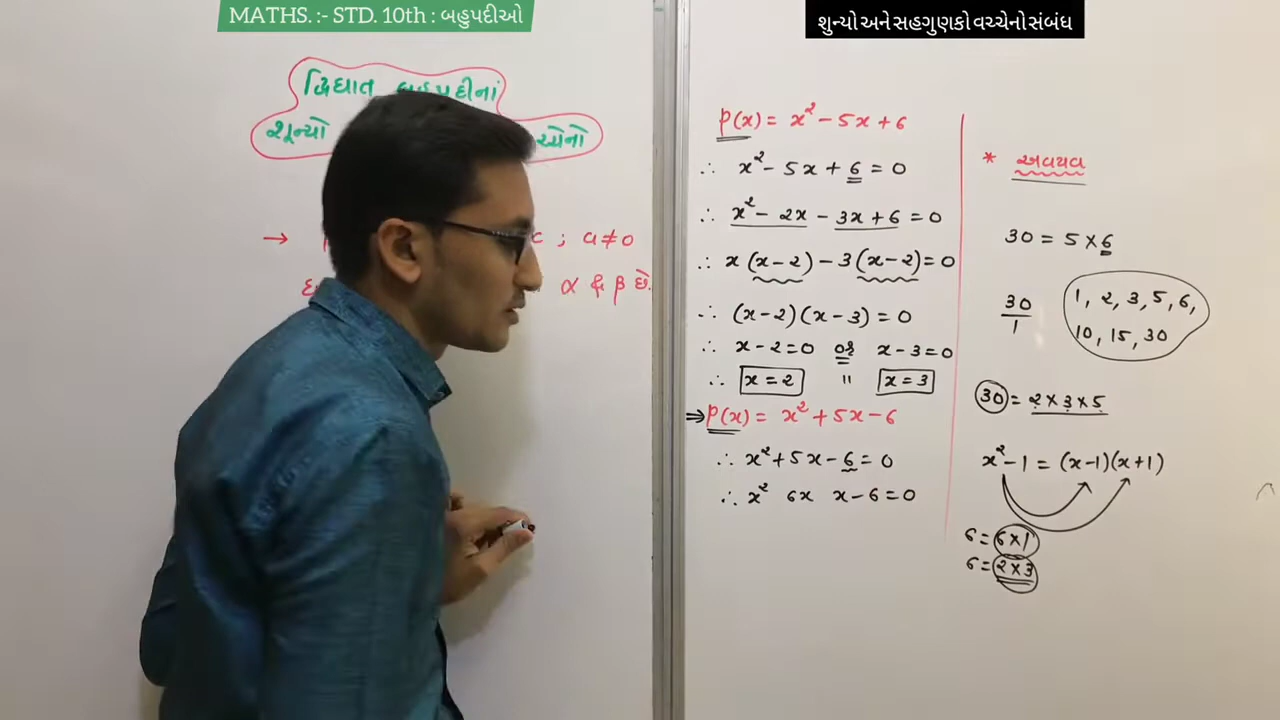 MATHS. :- STD. 10th : બહુપદીઓ
શુન્યો અને સહગુણકો વચ્ચેનો સંબંધ
દ્વિઘાત બહુપદીનાં
શૂન્યો ચ્ચેનો
→ c ; a ≠ 0
α & β છે.
p(x) = x² - 5x + 6
∴ x² - 5x + 6 = 0
∴ x² - 2x - 3x + 6 = 0
∴ x (x - 2) - 3 (x - 2) = 0
∴ (x - 2) (x - 3) = 0
∴ x - 2 = 0 or x - 3 = 0
∴ x = 2 " x = 3
⇒ p(x) = x² + 5x - 6
∴ x² + 5x - 6 = 0
∴ x² 6x x - 6 = 0
* અવયવ
30 = 5 × 6
30/1
1, 2, 3, 5, 6,
10, 15, 30
30 = 2 × 3 × 5
x² - 1 = (x - 1) (x + 1)
6 = 6 × 1
6 = 2 × 3